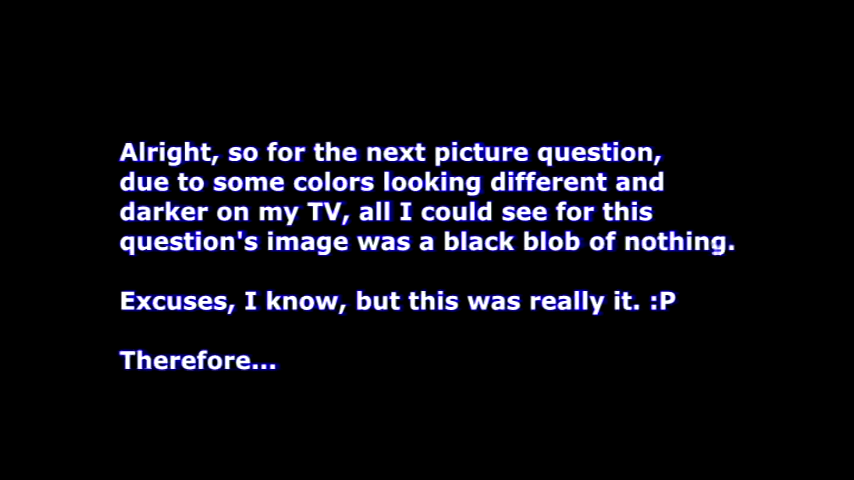 Alright, so for the next picture question,
due to some colors looking different and
darker on my TV, all I could see for this
question's image was a black blob of nothing.
Excuses, I know, but this was really it. :P
Therefore...